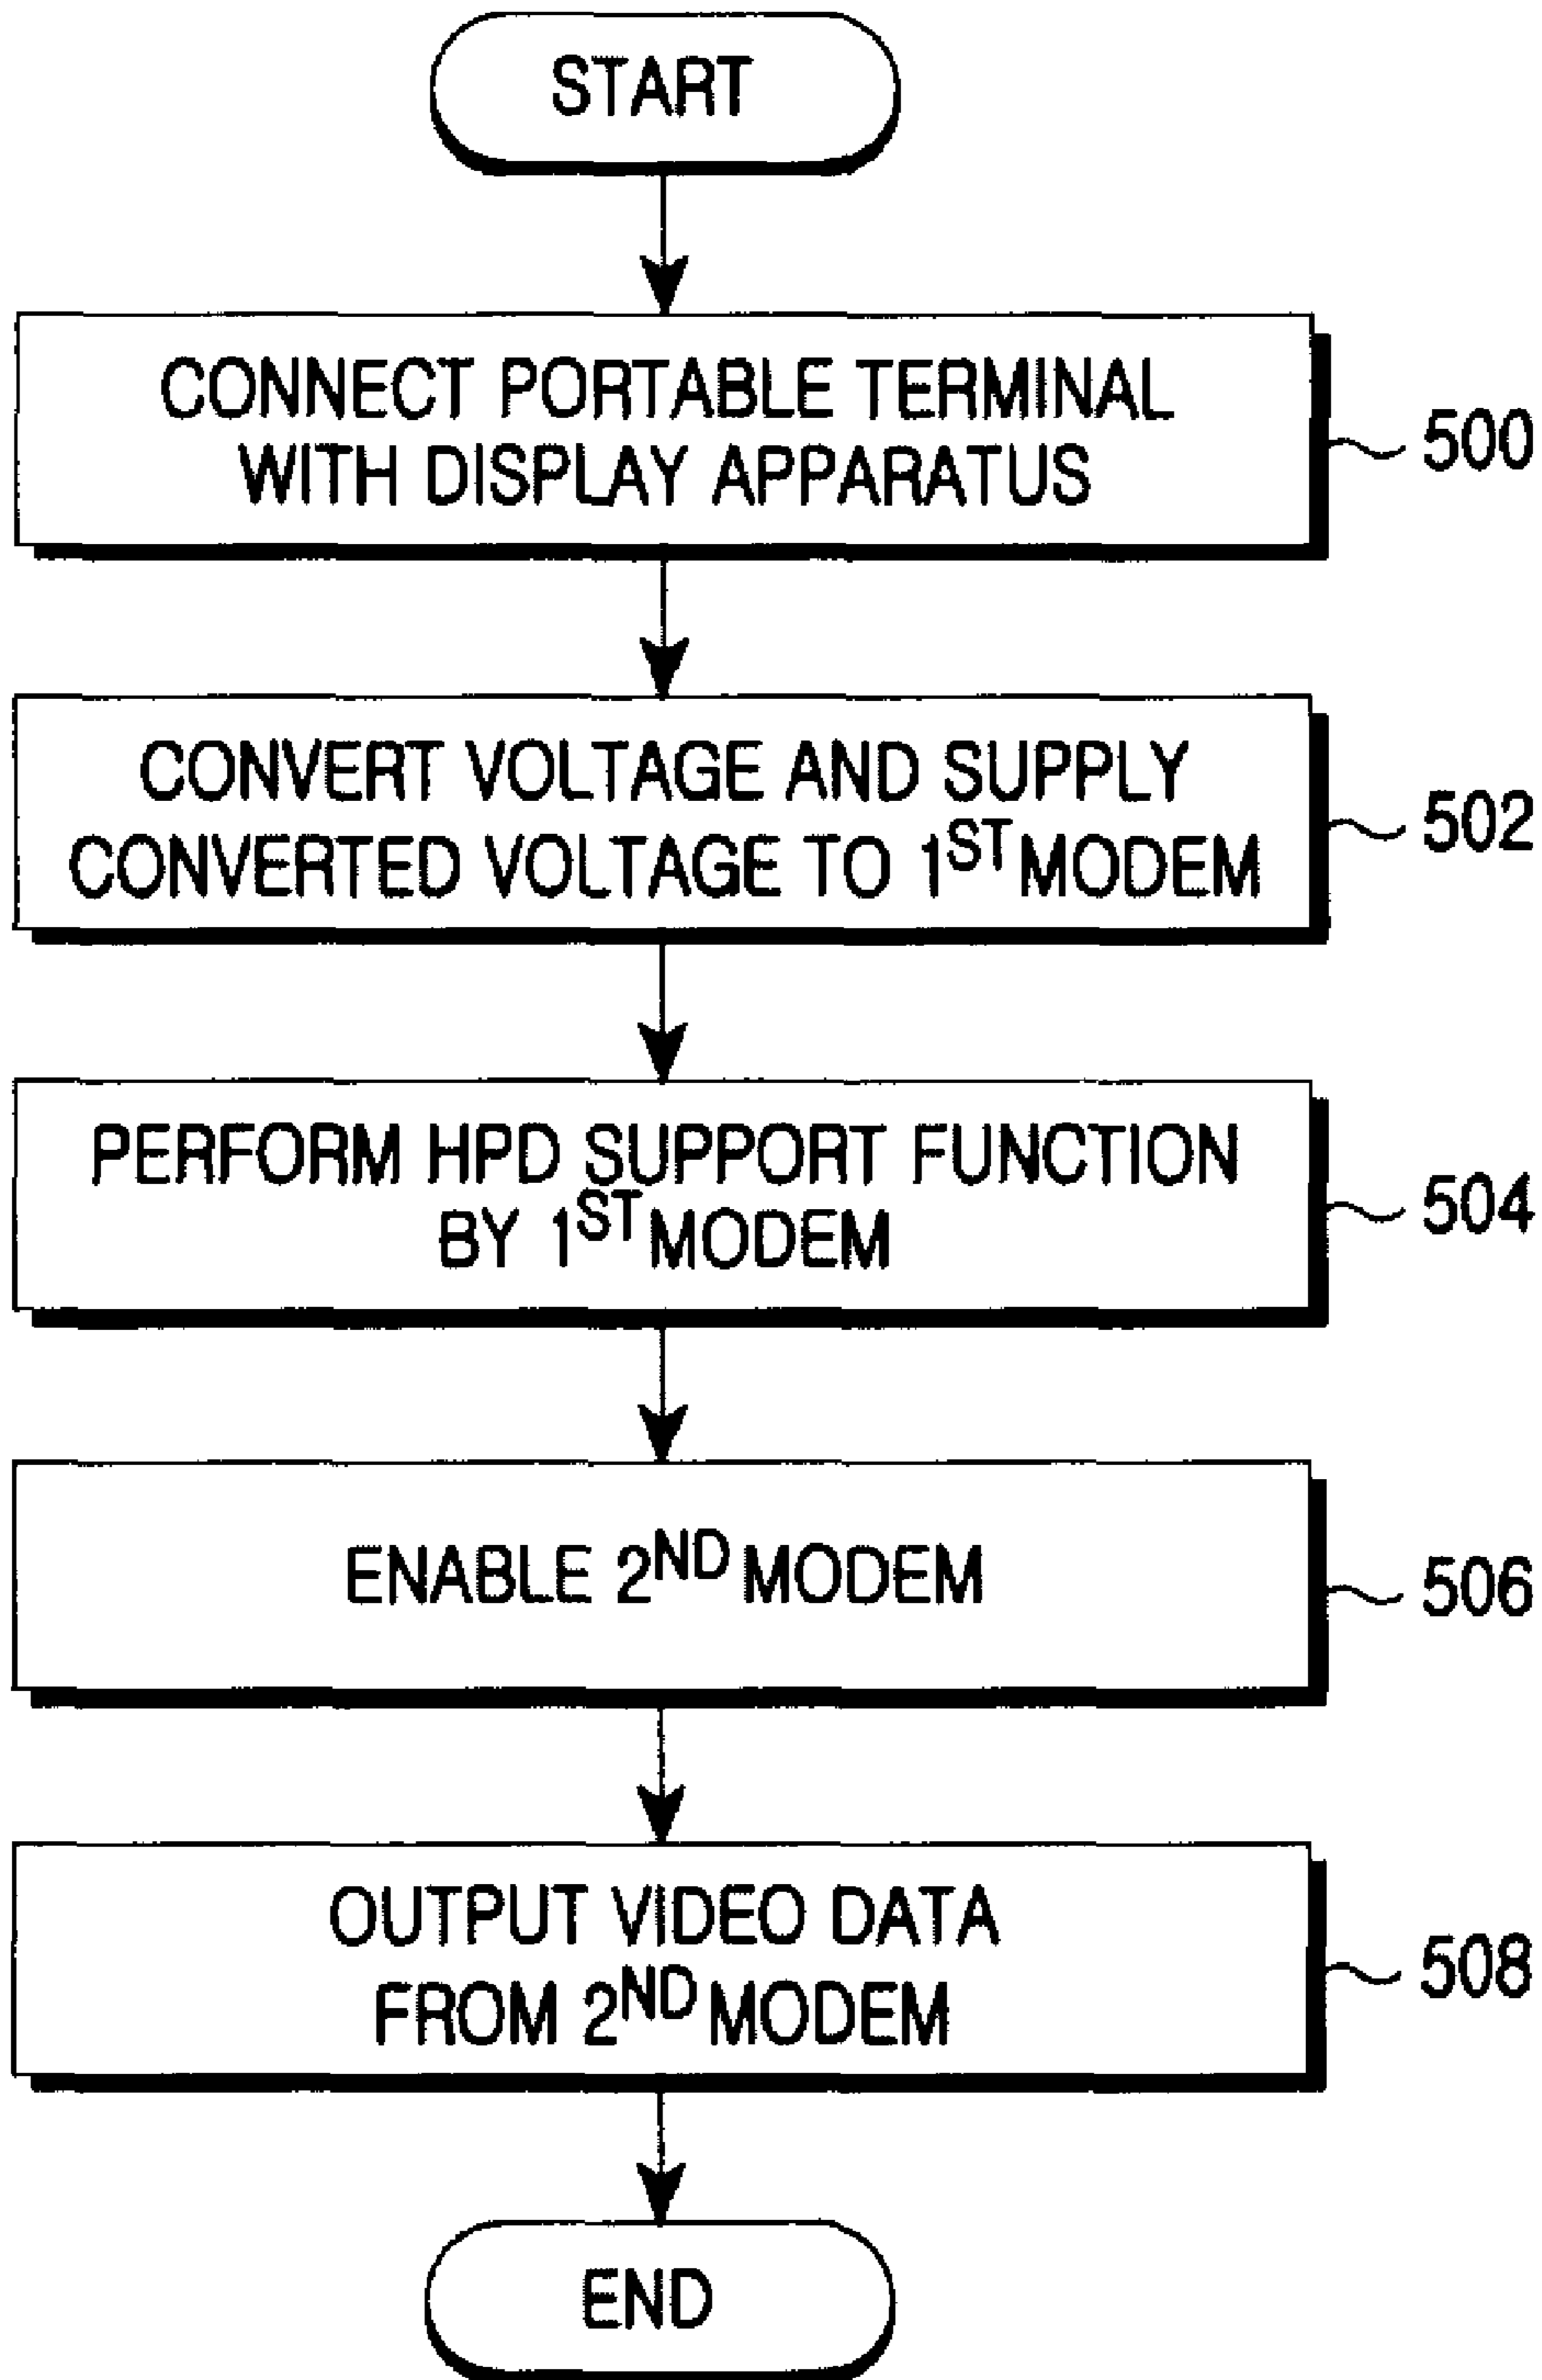 START
CONNECT PORTABLE TERMINAL
WITH DISPLAY APPARATUS
500
CONVERT VOLTAGE AND SUPPLY
CONVERTED VOLTAGE TO 1ST MODEM
502
PERFORM HPD SUPPORT FUNCTION
BY 1ST MODEM
504
ENABLE 2ND MODEM
506
OUTPUT VIDEO DATA
FROM 2ND MODEM
508
END